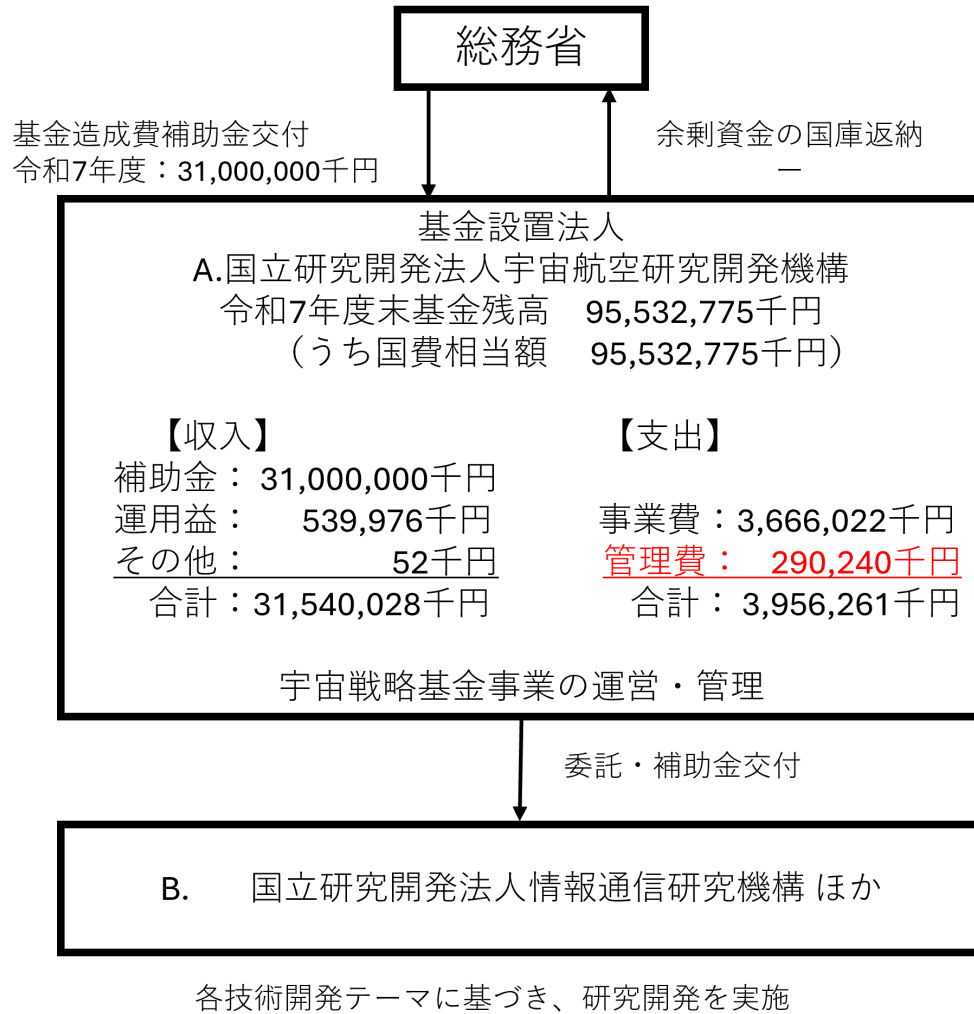 総務省
基金造成費補助金交付
令和7年度：31,000,000千円
余剰資金の国庫返納
ー
基金設置法人
A.国立研究開発法人宇宙航空研究開発機構
令和7年度末基金残高　95,532,775千円
（うち国費相当額　95,532,775千円）
【収入】
補助金： 31,000,000千円
運用益： 539,976千円
その他： 52千円
合計：31,540,028千円
【支出】
事業費：3,666,022千円
管理費： 290,240千円
合計： 3,956,261千円
宇宙戦略基金事業の運営・管理
委託・補助金交付
B.　国立研究開発法人情報通信研究機構 ほか
各技術開発テーマに基づき、研究開発を実施